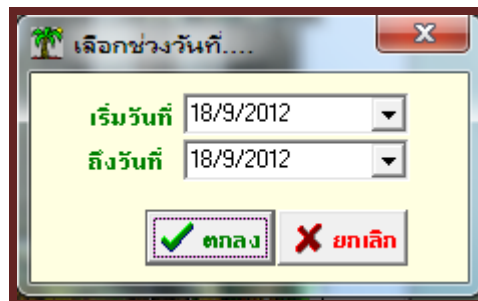 เลือกช่วงวันที่....
เริ่มวันที่ 18/9/2012
ถึงวันที่ 18/9/2012
ตกลง ยกเลิก